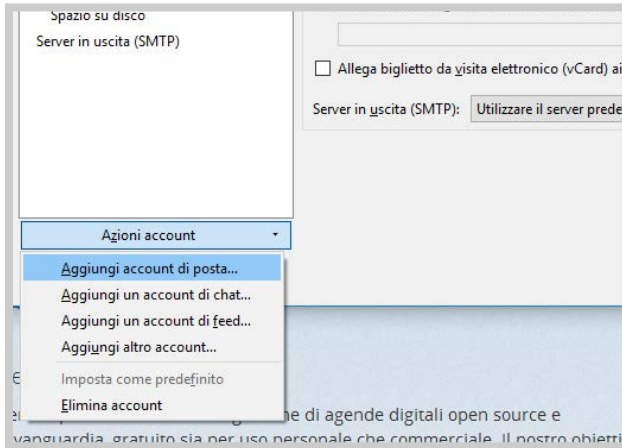 Spazio su disco
Server in uscita (SMTP)
Allega biglietto da visita elettronico (vCard) ai
Server in uscita (SMTP): Utilizzare il server prede
Azioni account
Aggiungi account di posta...
Aggiungi un account di chat...
Aggiungi un account di feed...
Aggiungi altro account...
Imposta come predefinito
Elimina account
ne di agende digitali open source e
vanguardia, gratuito sia per uso personale che commerciale. Il nostro obietti